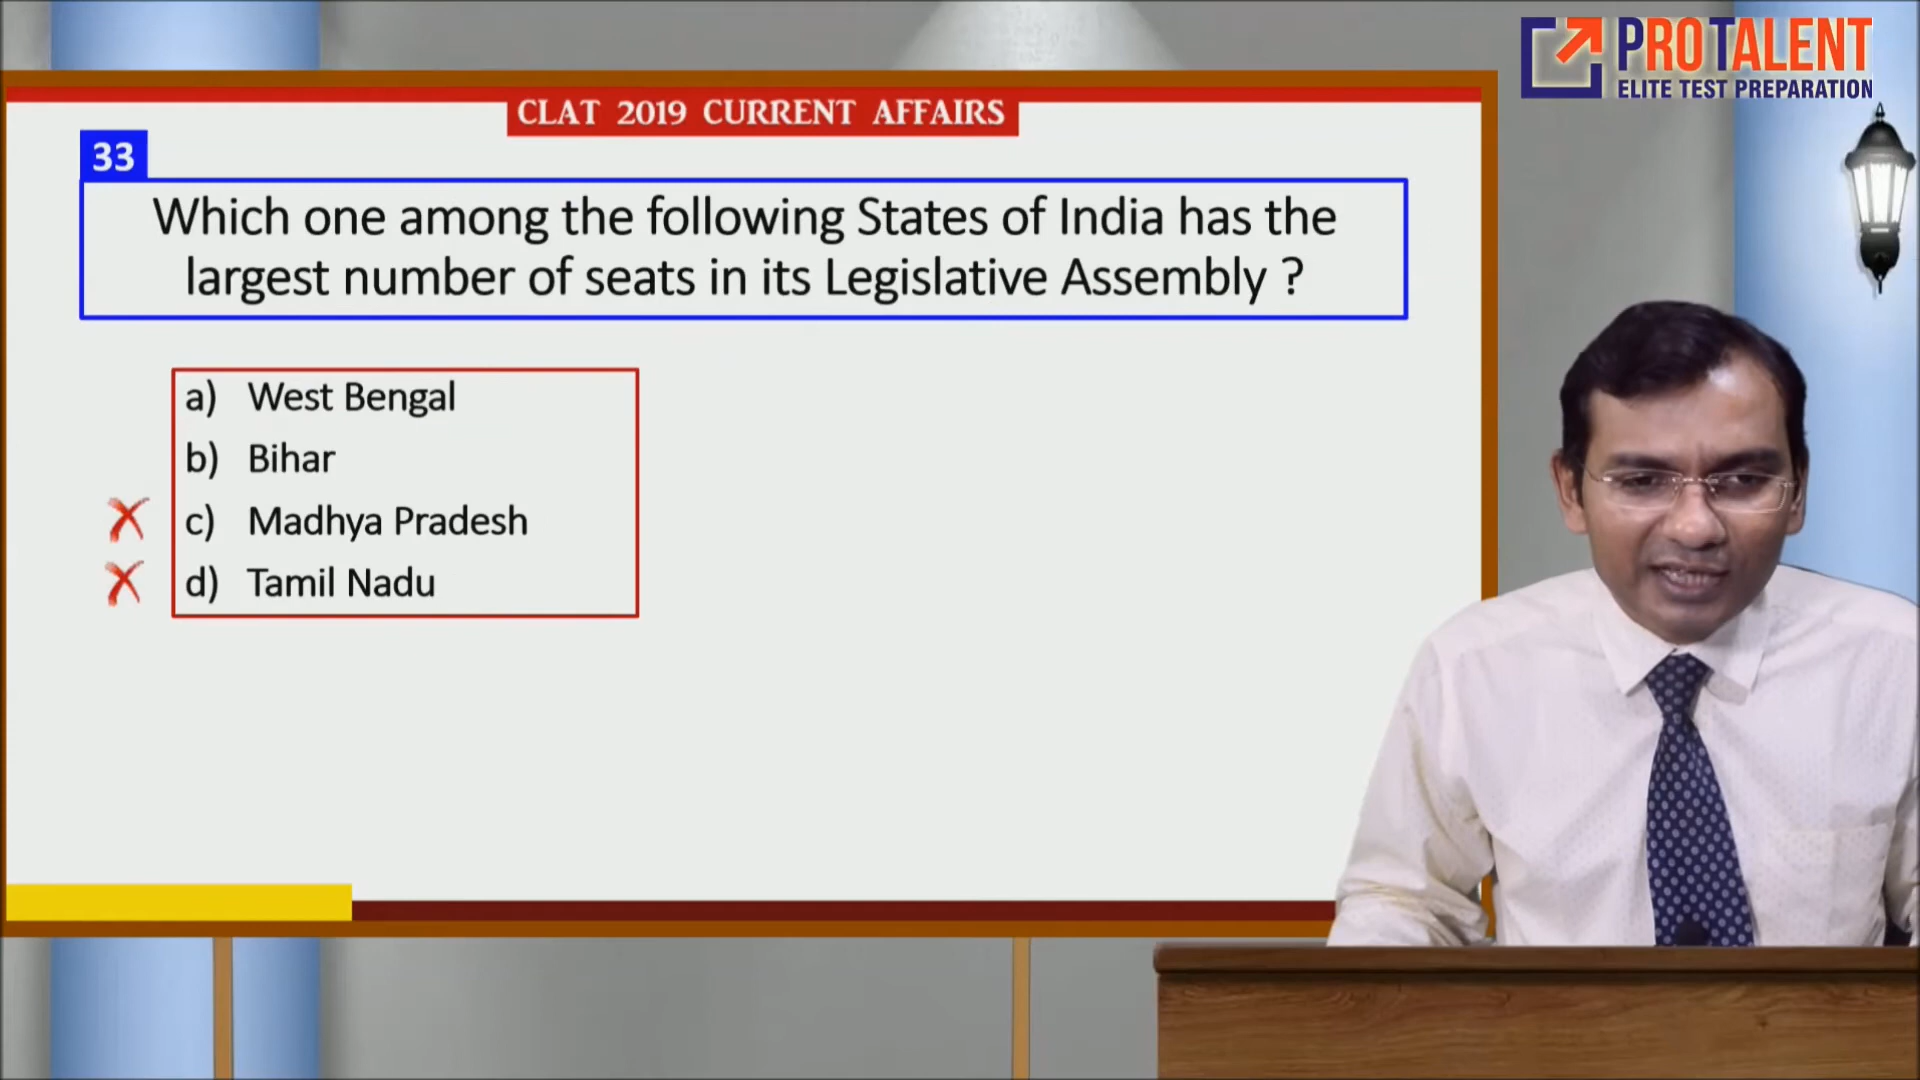 PROTALENT
ELITE TEST PREPARATION
CLAT 2019 CURRENT AFFAIRS
33
Which one among the following States of India has the
largest number of seats in its Legislative Assembly ?
a) West Bengal
b) Bihar
c) Madhya Pradesh
d) Tamil Nadu